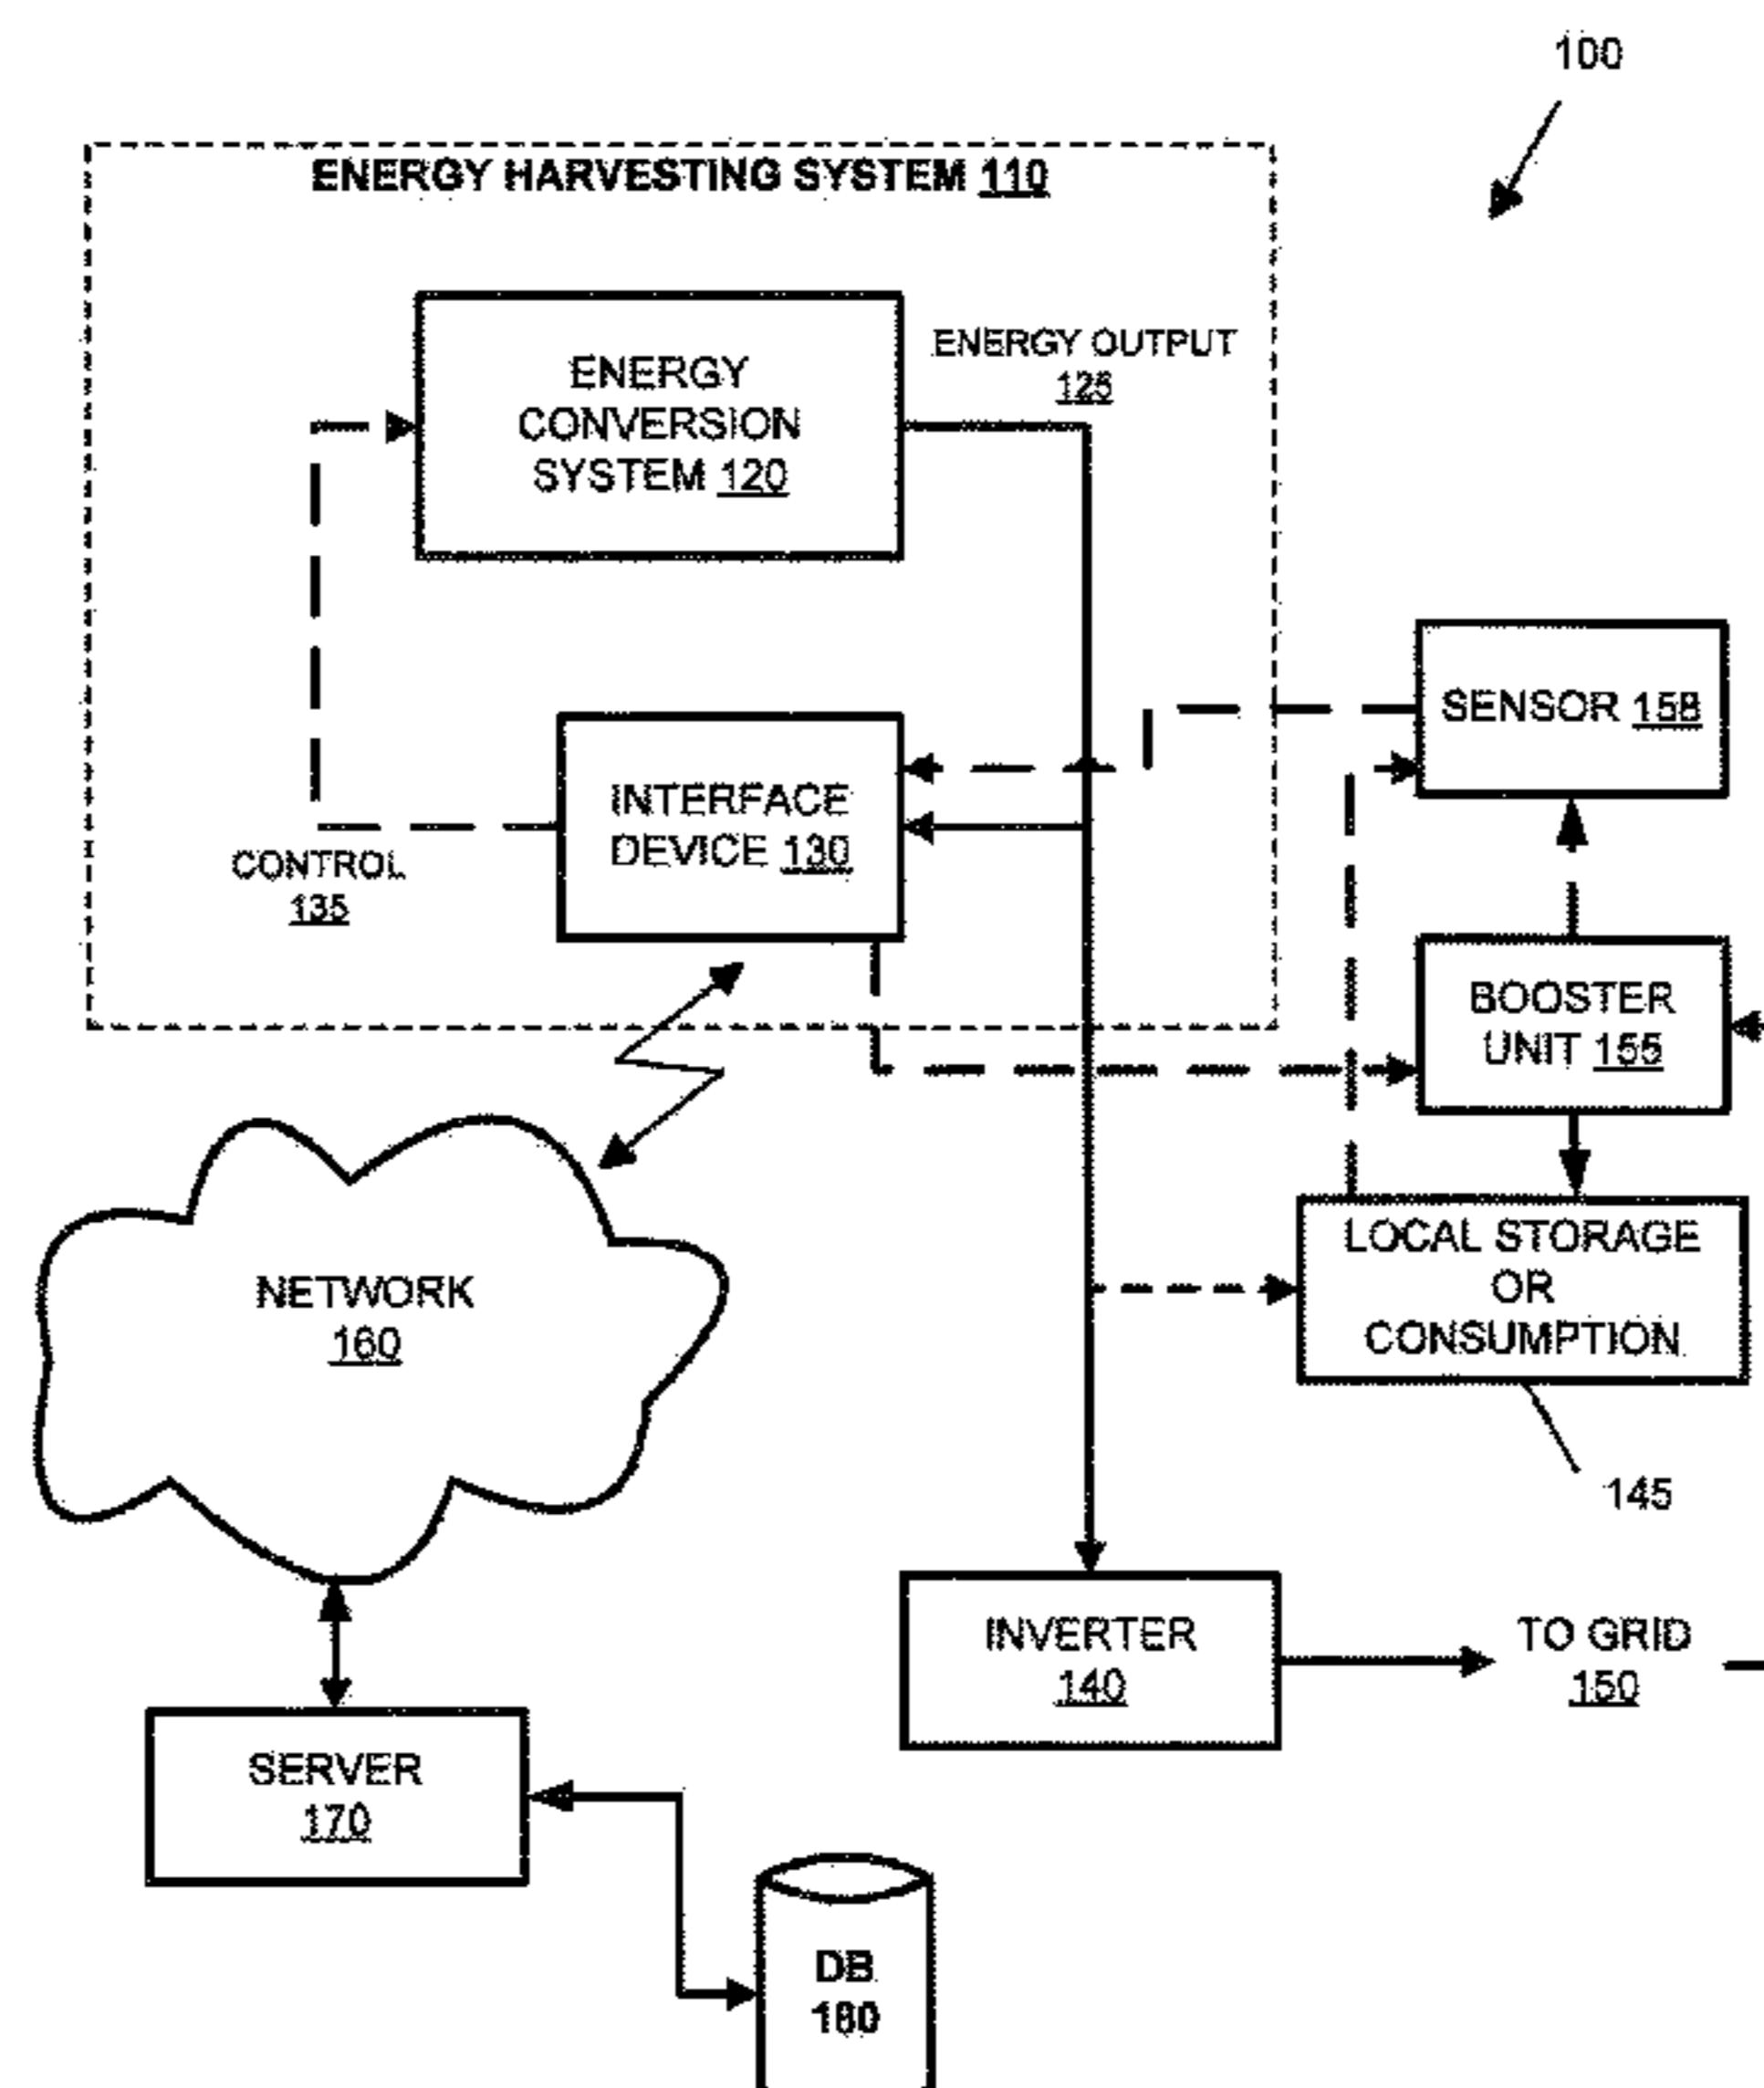 100
ENERGY HARVESTING SYSTEM 110
ENERGY
CONVERSION
SYSTEM 120
ENERGY OUTPUT
125
SENSOR 158
INTERFACE
DEVICE 130
CONTROL
135
BOOSTER
UNIT 155
LOCAL STORAGE
OR
CONSUMPTION
145
NETWORK
160
INVERTER
140
TO GRID
150
SERVER
170
DB
180